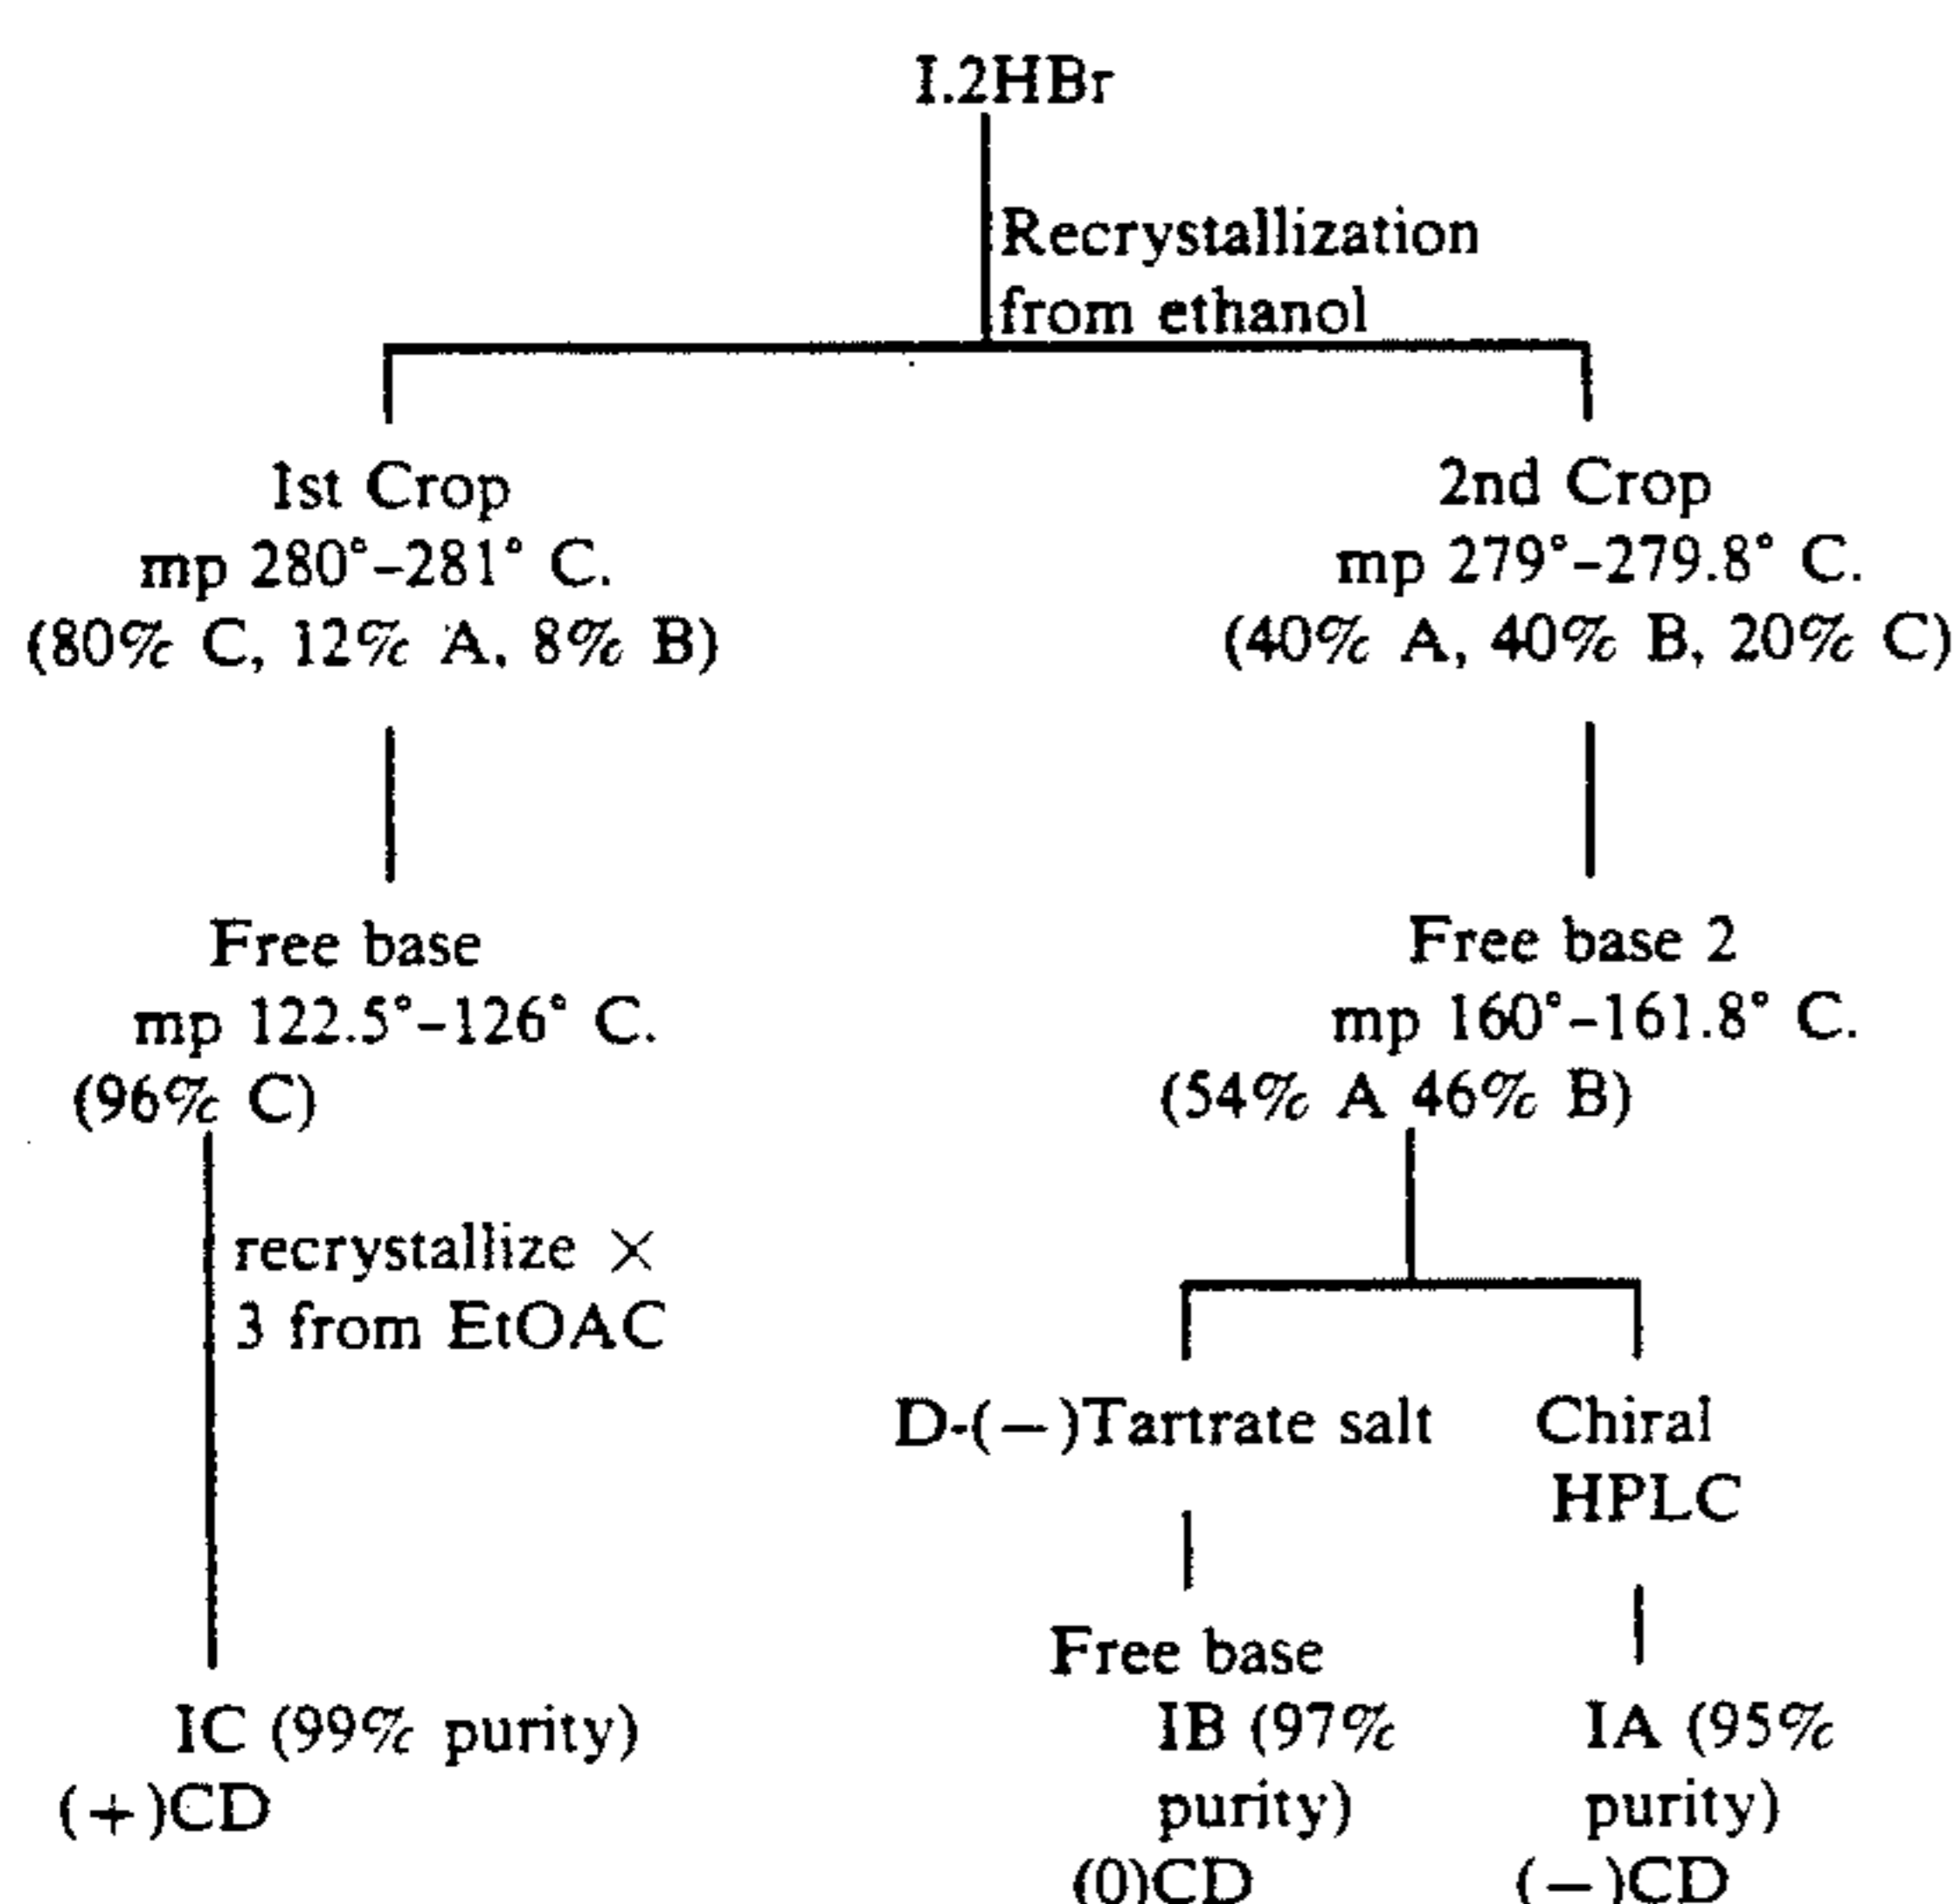 I.2HBr
Recrystallization
from ethanol
1st Crop
mp 280°–281° C.
(80% C, 12% A, 8% B)
2nd Crop
mp 279°–279.8° C.
(40% A, 40% B, 20% C)
Free base
mp 122.5°–126° C.
(96% C)
Free base 2
mp 160°–161.8° C.
(54% A 46% B)
recrystallize ×
3 from EtOAC
D-(−)Tartrate salt
Chiral
HPLC
IC (99% purity)
(+)CD
Free base
IB (97%
purity)
(0)CD
IA (95%
purity)
(−)CD